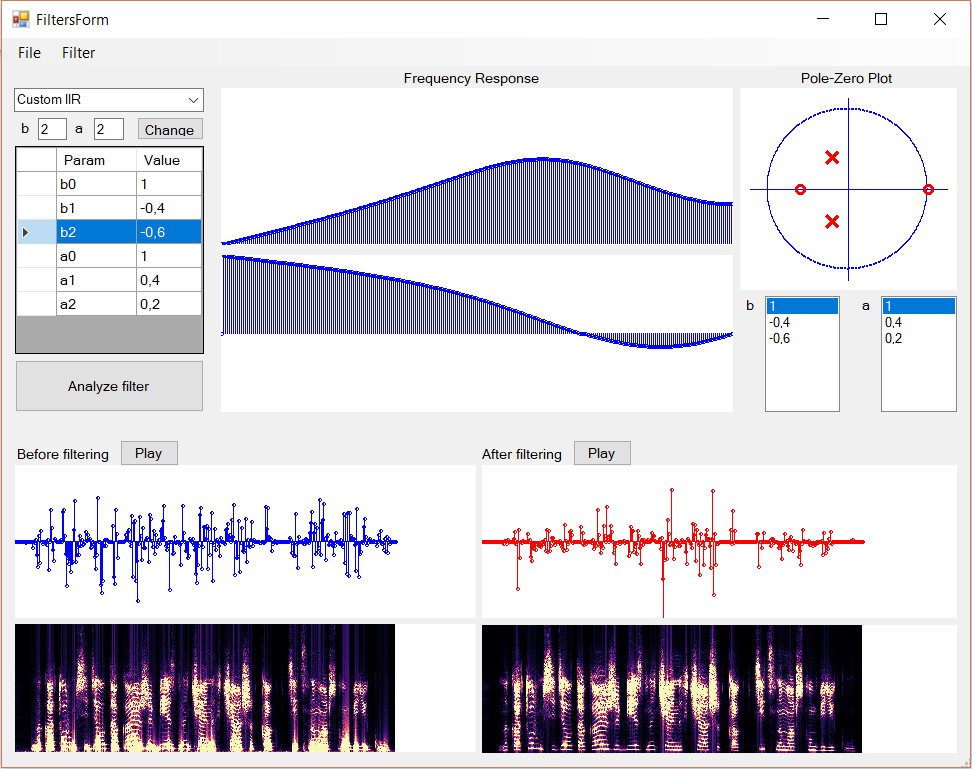 FiltersForm
File Filter
Frequency Response
Pole-Zero Plot
Custom IIR
b 2 a 2 Change
Param Value
b0 1
b1 -0,4
b2 -0,6
a0 1
a1 0,4
a2 0,2
Analyze filter
b
1
-0,4
-0,6
a
1
0,4
0,2
Before filtering Play
After filtering Play